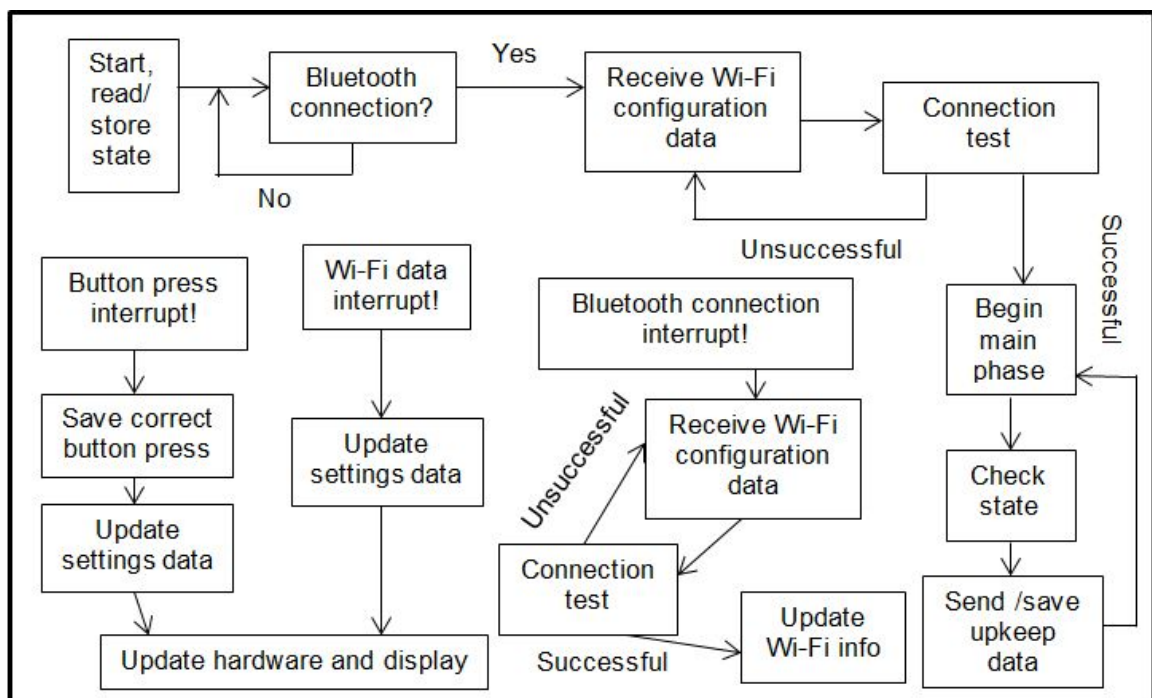 Start,
read/
store
state
Bluetooth
connection?
No
Yes
Receive Wi-Fi
configuration
data
Connection
test
Unsuccessful
Successful
Button press
interrupt!
Save correct
button press
Update
settings data
Wi-Fi data
interrupt!
Update
settings data
Update hardware and display
Bluetooth connection
interrupt!
Receive Wi-Fi
configuration
data
Unsuccessful
Connection
test
Successful
Update
Wi-Fi info
Begin
main
phase
Check
state
Send /save
upkeep
data